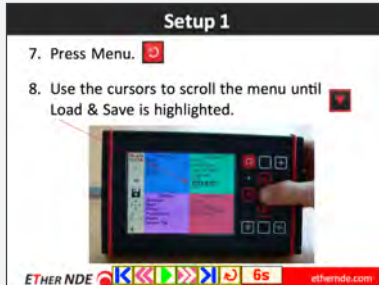 Setup 1
7. Press Menu.
8. Use the cursors to scroll the menu until
Load & Save is highlighted.
ETHER NDE
6s
ethernde.com